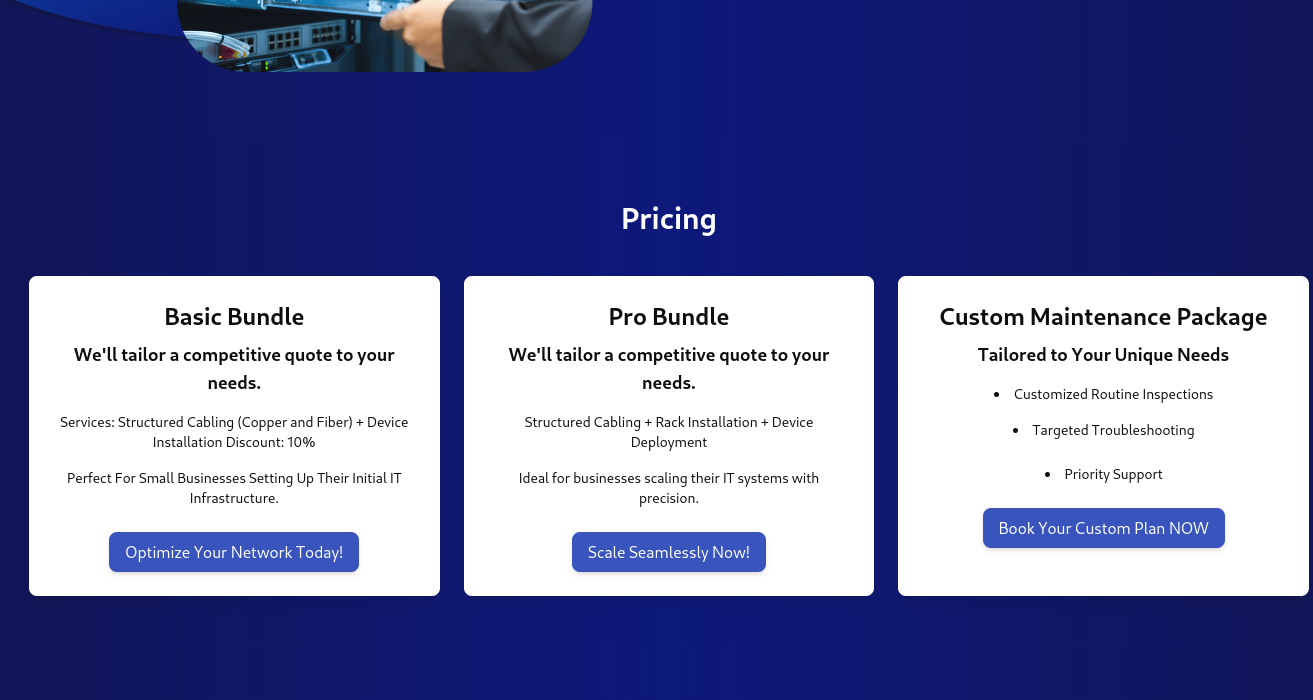 Pricing
Basic Bundle
We'll tailor a competitive quote to your
needs.
Services: Structured Cabling (Copper and Fiber) + Device
Installation Discount: 10%
Perfect For Small Businesses Setting Up Their Initial IT
Infrastructure.
Optimize Your Network Today!
Pro Bundle
We'll tailor a competitive quote to your
needs.
Structured Cabling + Rack Installation + Device
Deployment
Ideal for businesses scaling their IT systems with
precision.
Scale Seamlessly Now!
Custom Maintenance Package
Tailored to Your Unique Needs
• Customized Routine Inspections
• Targeted Troubleshooting
• Priority Support
Book Your Custom Plan NOW